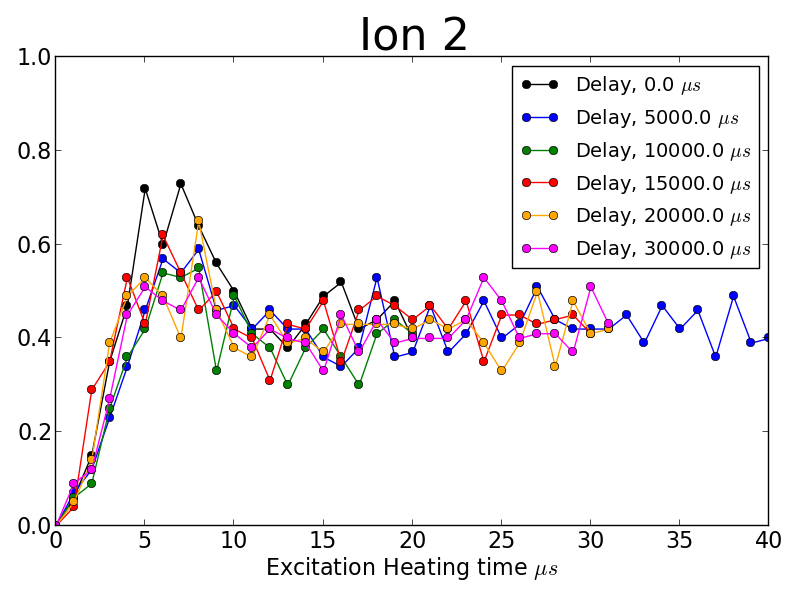 Ion 2
1.0
0.8
0.6
0.4
0.2
0.0
Delay, 0.0 μs
Delay, 5000.0 μs
Delay, 10000.0 μs
Delay, 15000.0 μs
Delay, 20000.0 μs
Delay, 30000.0 μs
0 5 10 15 20 25 30 35 40
Excitation Heating time μs